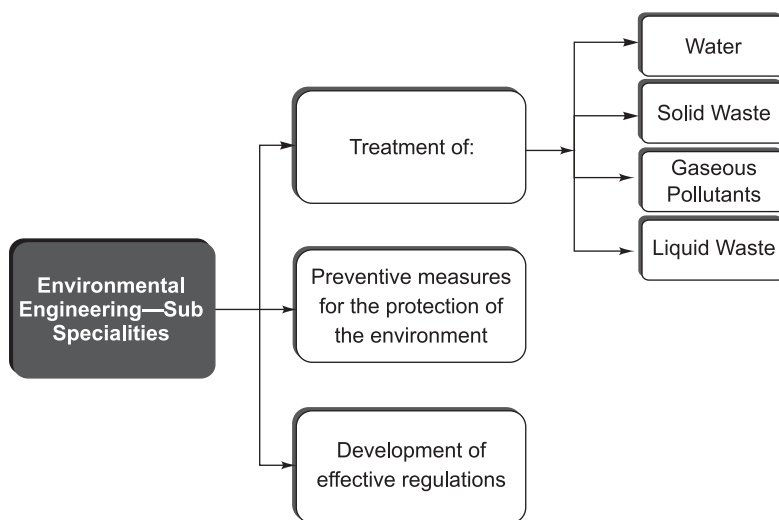 Environmental
Engineering—Sub
Specialities
Treatment of:
Water
Solid Waste
Gaseous
Pollutants
Liquid Waste
Preventive measures
for the protection of
the environment
Development of
effective regulations